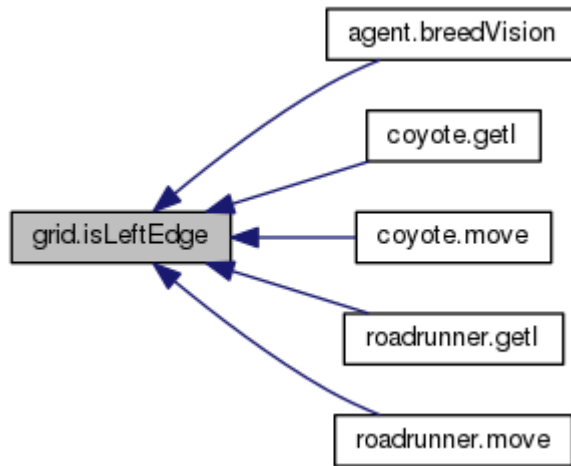 agent.breedVision
coyote.getI
grid.isLeftEdge
coyote.move
roadrunner.getI
roadrunner.move